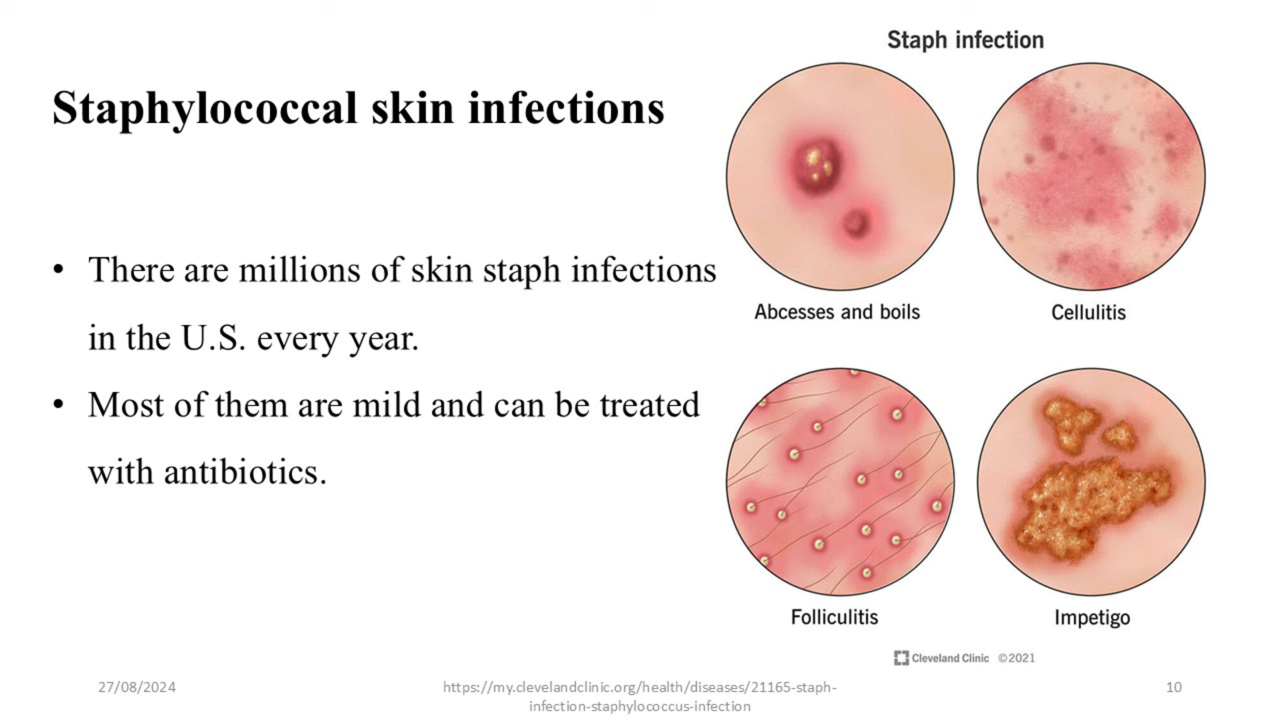 Staph infection
Staphylococcal skin infections
• There are millions of skin staph infections
in the U.S. every year.
• Most of them are mild and can be treated
with antibiotics.
Abcesses and boils
Cellulitis
Folliculitis
Impetigo
Cleveland Clinic ©2021
27/08/2024
https://my.clevelandclinic.org/health/diseases/21165-staph-
infection-staphylococcus-infection
10